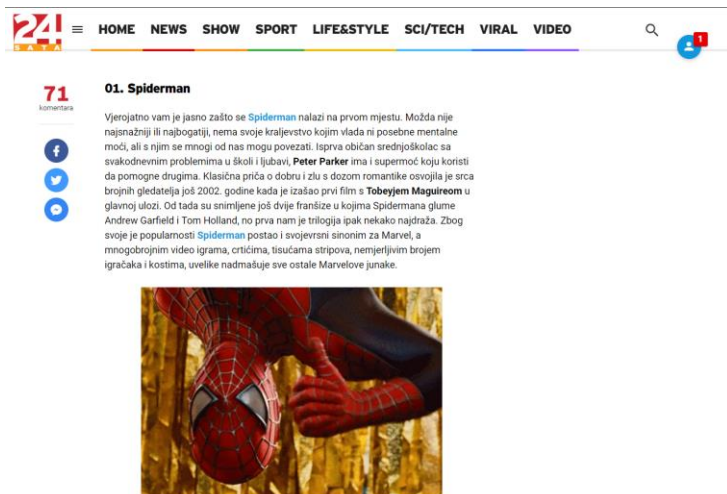 24!
SATA
HOME NEWS SHOW SPORT LIFE&STYLE SCI/TECH VIRAL VIDEO
1
71
komentara
01. Spiderman
Vjerojatno vam je jasno zašto se Spiderman nalazi na prvom mjestu. Možda nije
najsnažniji ili najbogatiji, nema svoje kraljevstvo kojim vlada ni posebne mentalne
moći, ali s njim se mnogi od nas mogu povezati. Isprva običan srednjoškolac sa
svakodnevnim problemima u školi i ljubavi, Peter Parker ima i supermoć koju koristi
da pomogne drugima. Klasična priča o dobru i zlu s dozom romantike osvojila je srca
brojnih gledatelja još 2002. godine kada je izašao prvi film s Tobeyjem Maguireom u
glavnoj ulozi. Od tada su snimljene još dvije franšize u kojima Spidermana glume
Andrew Garfield i Tom Holland, no prva nam je trilogija ipak nekako najdraža. Zbog
svoje je popularnosti Spiderman postao i svojevrsni sinonim za Marvel, a
mnogobrojnim video igrama, crtićima, tisućama stripova, nemjerljivim brojem
igračaka i kostima, uvelike nadmašuje sve ostale Marvelove junake.